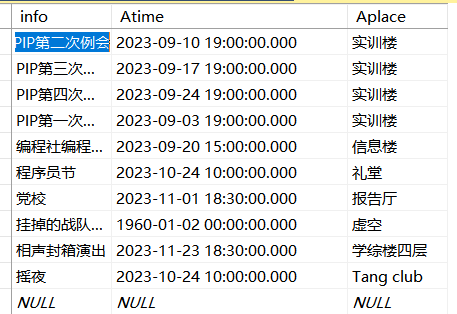 info Atime Aplace
PIP第二次例会 2023-09-10 19:00:00.000 实训楼
PIP第三次... 2023-09-17 19:00:00.000 实训楼
PIP第四次... 2023-09-24 19:00:00.000 实训楼
PIP第一次... 2023-09-03 19:00:00.000 实训楼
编程社编程... 2023-09-20 15:00:00.000 信息楼
程序员节 2023-10-24 10:00:00.000 礼堂
党校 2023-11-01 18:30:00.000 报告厅
挂掉的战队... 1960-01-02 00:00:00.000 虚空
相声封箱演出 2023-11-23 18:30:00.000 学综楼四层
摇夜 2023-10-24 10:00:00.000 Tang club
NULL NULL NULL